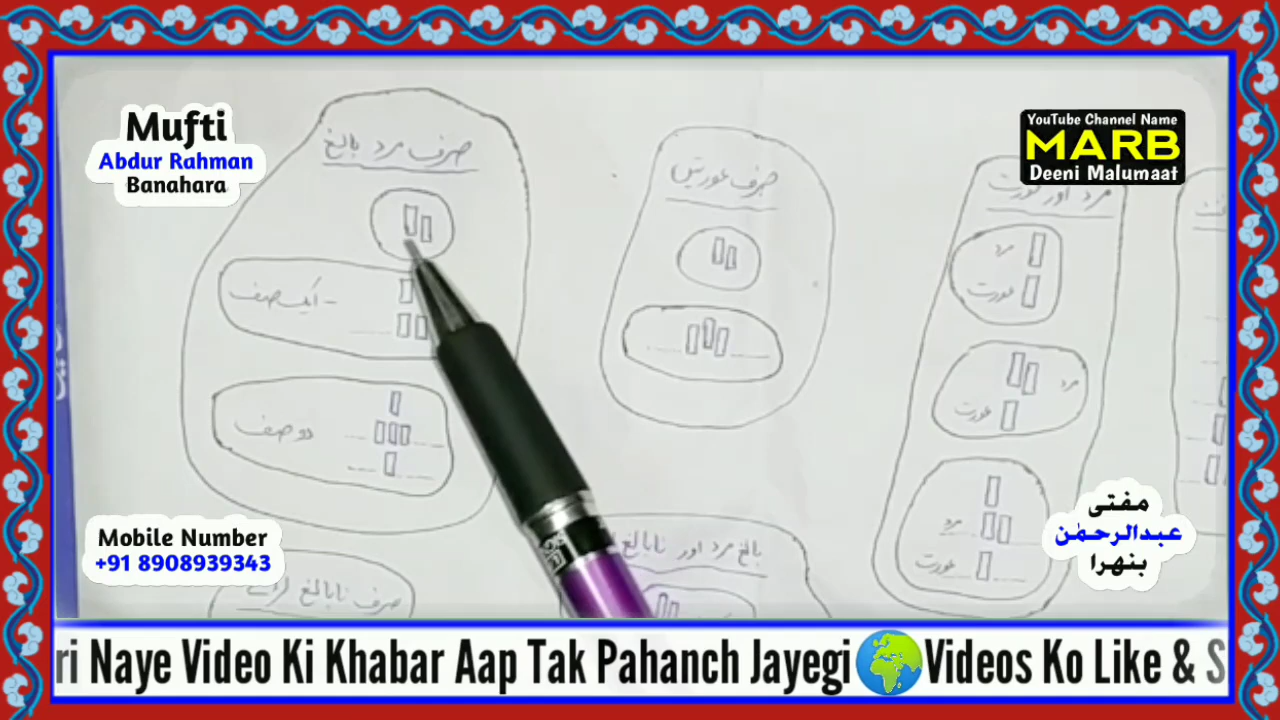 Mufti
Abdur Rahman
Banahara
YouTube Channel Name
MARB
Deeni Malumaat
صرف مرد بالغ
ایک صف
دو صف
صرف عورتیں
مرد اور عورت
مرد
عورت
مرد
عورت
مرد
عورت
بالغ مرد اور نابالغ
صرف نابالغ لڑکے
Mobile Number
+91 8908939343
مفتی
عبدالرحمٰن
بنہرا
ri Naye Video Ki Khabar Aap Tak Pahanch Jayegi Videos Ko Like & S